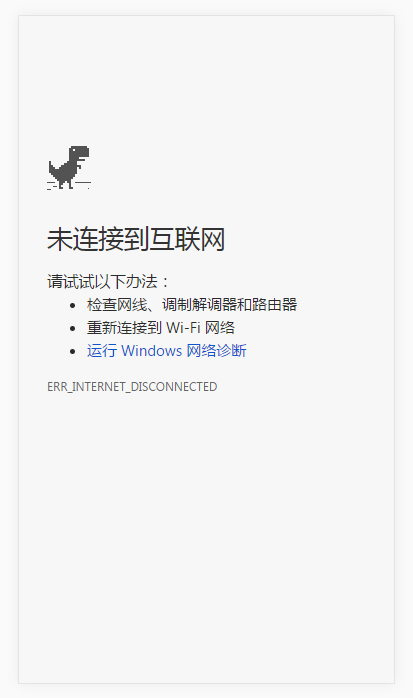 未连接到互联网
请试试以下办法：
检查网线、调制解调器和路由器
重新连接到 Wi-Fi 网络
运行 Windows 网络诊断
ERR_INTERNET_DISCONNECTED